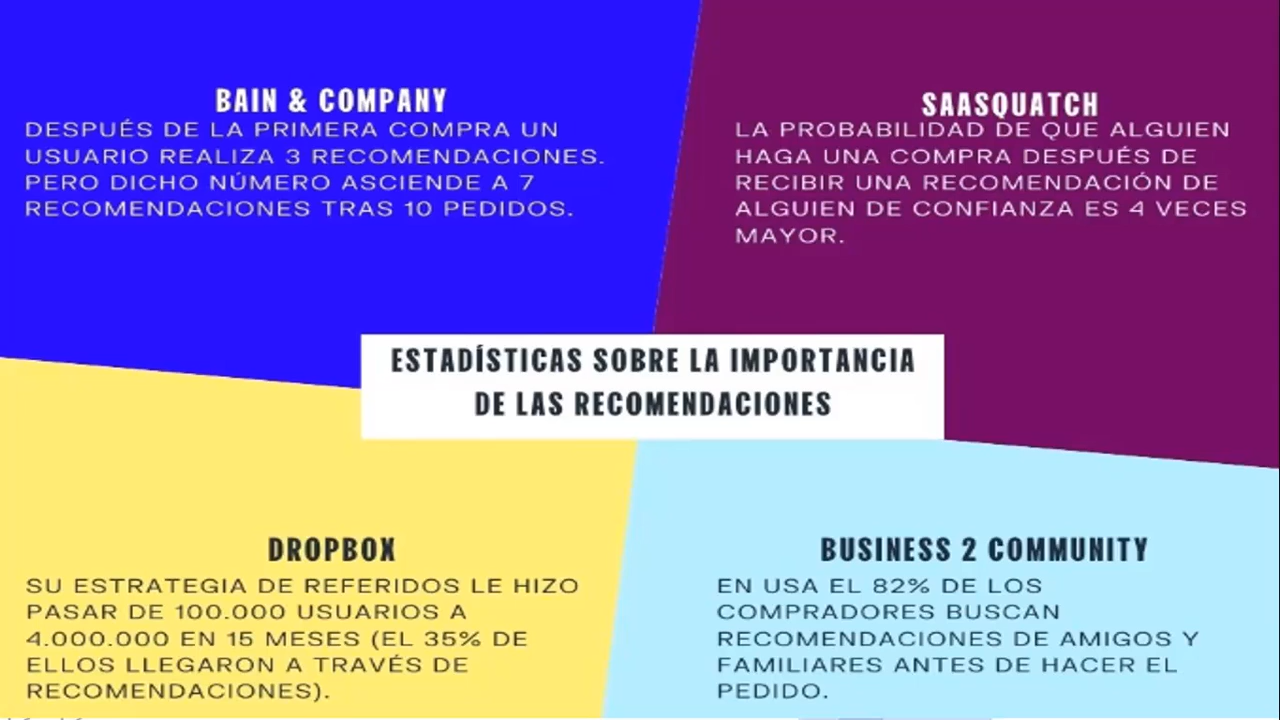 BAIN & COMPANY
DESPUÉS DE LA PRIMERA COMPRA UN
USUARIO REALIZA 3 RECOMENDACIONES.
PERO DICHO NÚMERO ASCIENDE A 7
RECOMENDACIONES TRAS 10 PEDIDOS.
SAASQUATCH
LA PROBABILIDAD DE QUE ALGUIEN
HAGA UNA COMPRA DESPUÉS DE
RECIBIR UNA RECOMENDACIÓN DE
ALGUIEN DE CONFIANZA ES 4 VECES
MAYOR.
ESTADÍSTICAS SOBRE LA IMPORTANCIA
DE LAS RECOMENDACIONES
DROPBOX
SU ESTRATEGIA DE REFERIDOS LE HIZO
PASAR DE 100.000 USUARIOS A
4.000.000 EN 15 MESES (EL 35% DE
ELLOS LLEGARON A TRAVÉS DE
RECOMENDACIONES).
BUSINESS 2 COMMUNITY
EN USA EL 82% DE LOS
COMPRADORES BUSCAN
RECOMENDACIONES DE AMIGOS Y
FAMILIARES ANTES DE HACER EL
PEDIDO.